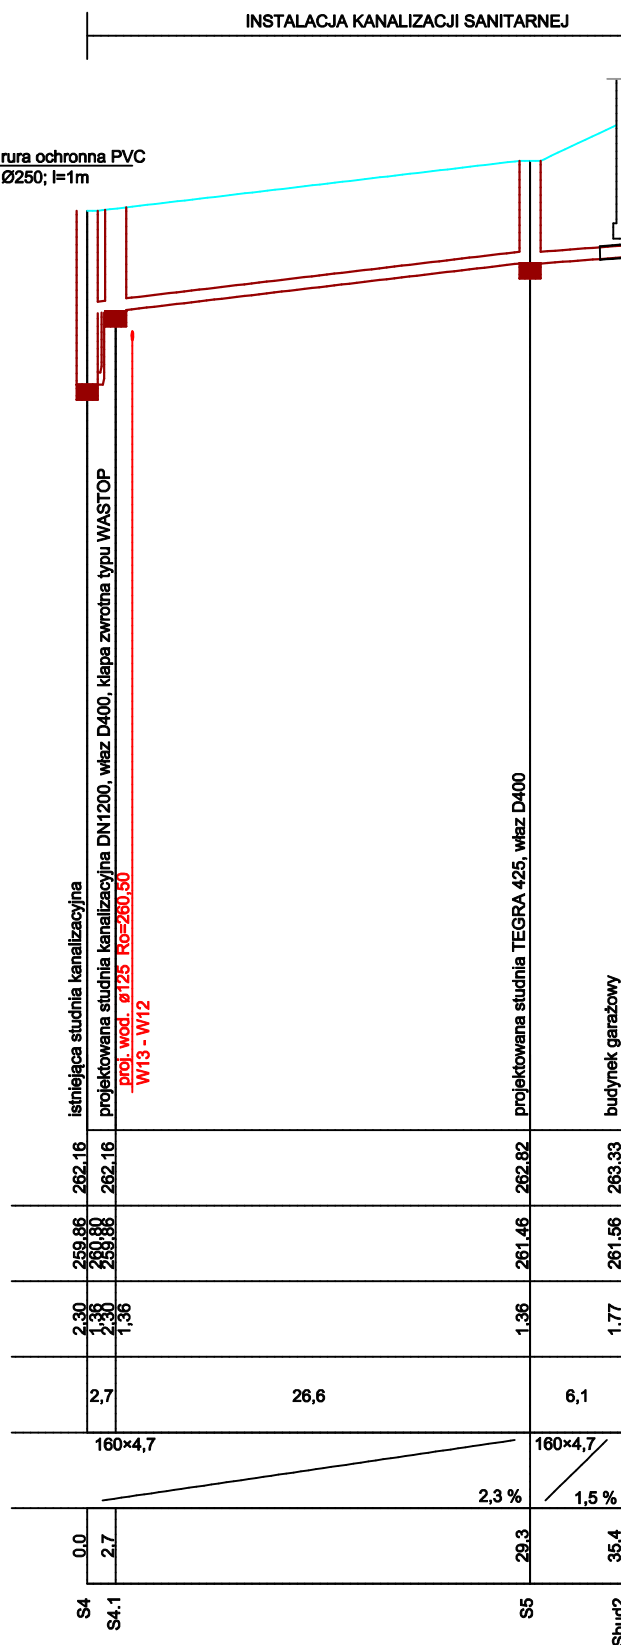 INSTALACJA KANALIZACJI SANITARNEJ
rura ochronna PVC
Ø250; l=1m
istniejąca studnia kanalizacyjna
projektowana studnia kanalizacyjna DN1200, właz D400, klapa zwrotna typu WASTOP
proj. wod. ø125 Ro=260,50
W13 - W12
projektowana studnia TEGRA 425, właz D400
budynek garażowy
262.16
262,16
262.82
263.33
259.86
260,80
259,86
261.46
261.56
2.30
1,36
2,30
1,36
1.36
1.77
2,7
26,6
6,1
160×4,7
160×4,7
2,3 %
1,5 %
0.0
2,7
29.3
35.4
S4
S4.1
S5
Sbud2